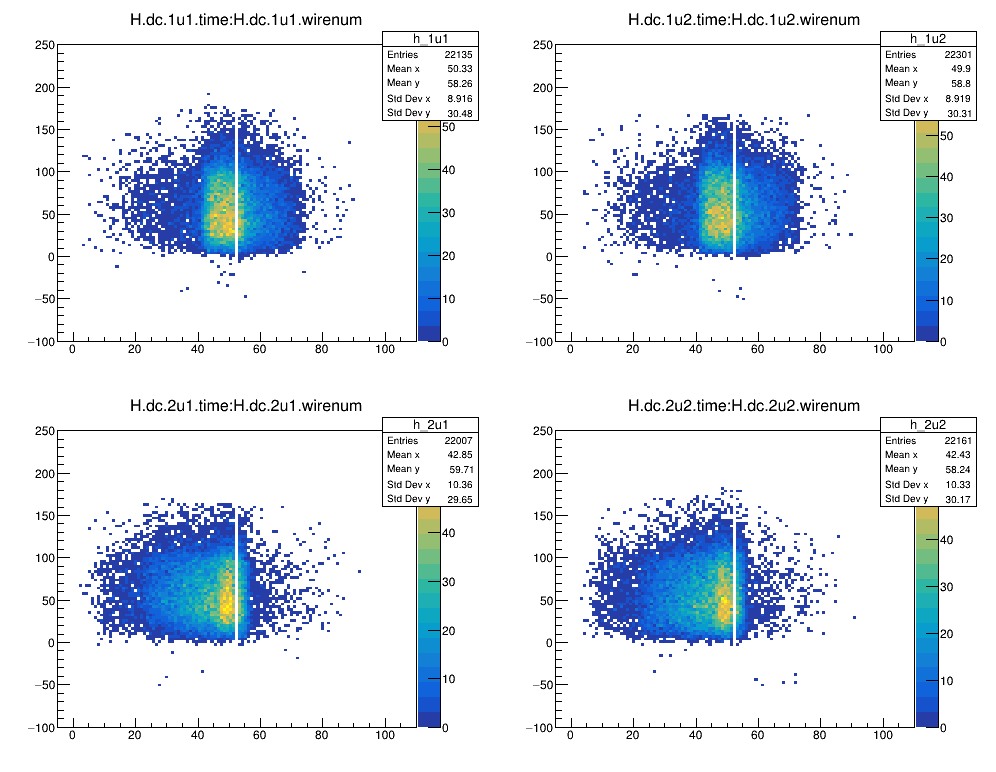 H.dc.1u1.time:H.dc.1u1.wirenum
h_1u1
Entries 22135
Mean x 50.33
Mean y 58.26
Std Dev x 8.916
Std Dev y 30.48
250
200
150
100
50
0
−50
−100
0 20 40 60 80 100
50
40
30
20
10
0
H.dc.1u2.time:H.dc.1u2.wirenum
h_1u2
Entries 22301
Mean x 49.9
Mean y 58.8
Std Dev x 8.919
Std Dev y 30.31
250
200
150
100
50
0
−50
−100
0 20 40 60 80 100
50
40
30
20
10
0
H.dc.2u1.time:H.dc.2u1.wirenum
h_2u1
Entries 22007
Mean x 42.85
Mean y 59.71
Std Dev x 10.36
Std Dev y 29.65
250
200
150
100
50
0
−50
−100
0 20 40 60 80 100
40
30
20
10
0
H.dc.2u2.time:H.dc.2u2.wirenum
h_2u2
Entries 22161
Mean x 42.43
Mean y 58.24
Std Dev x 10.33
Std Dev y 30.17
250
200
150
100
50
0
−50
−100
0 20 40 60 80 100
40
30
20
10
0